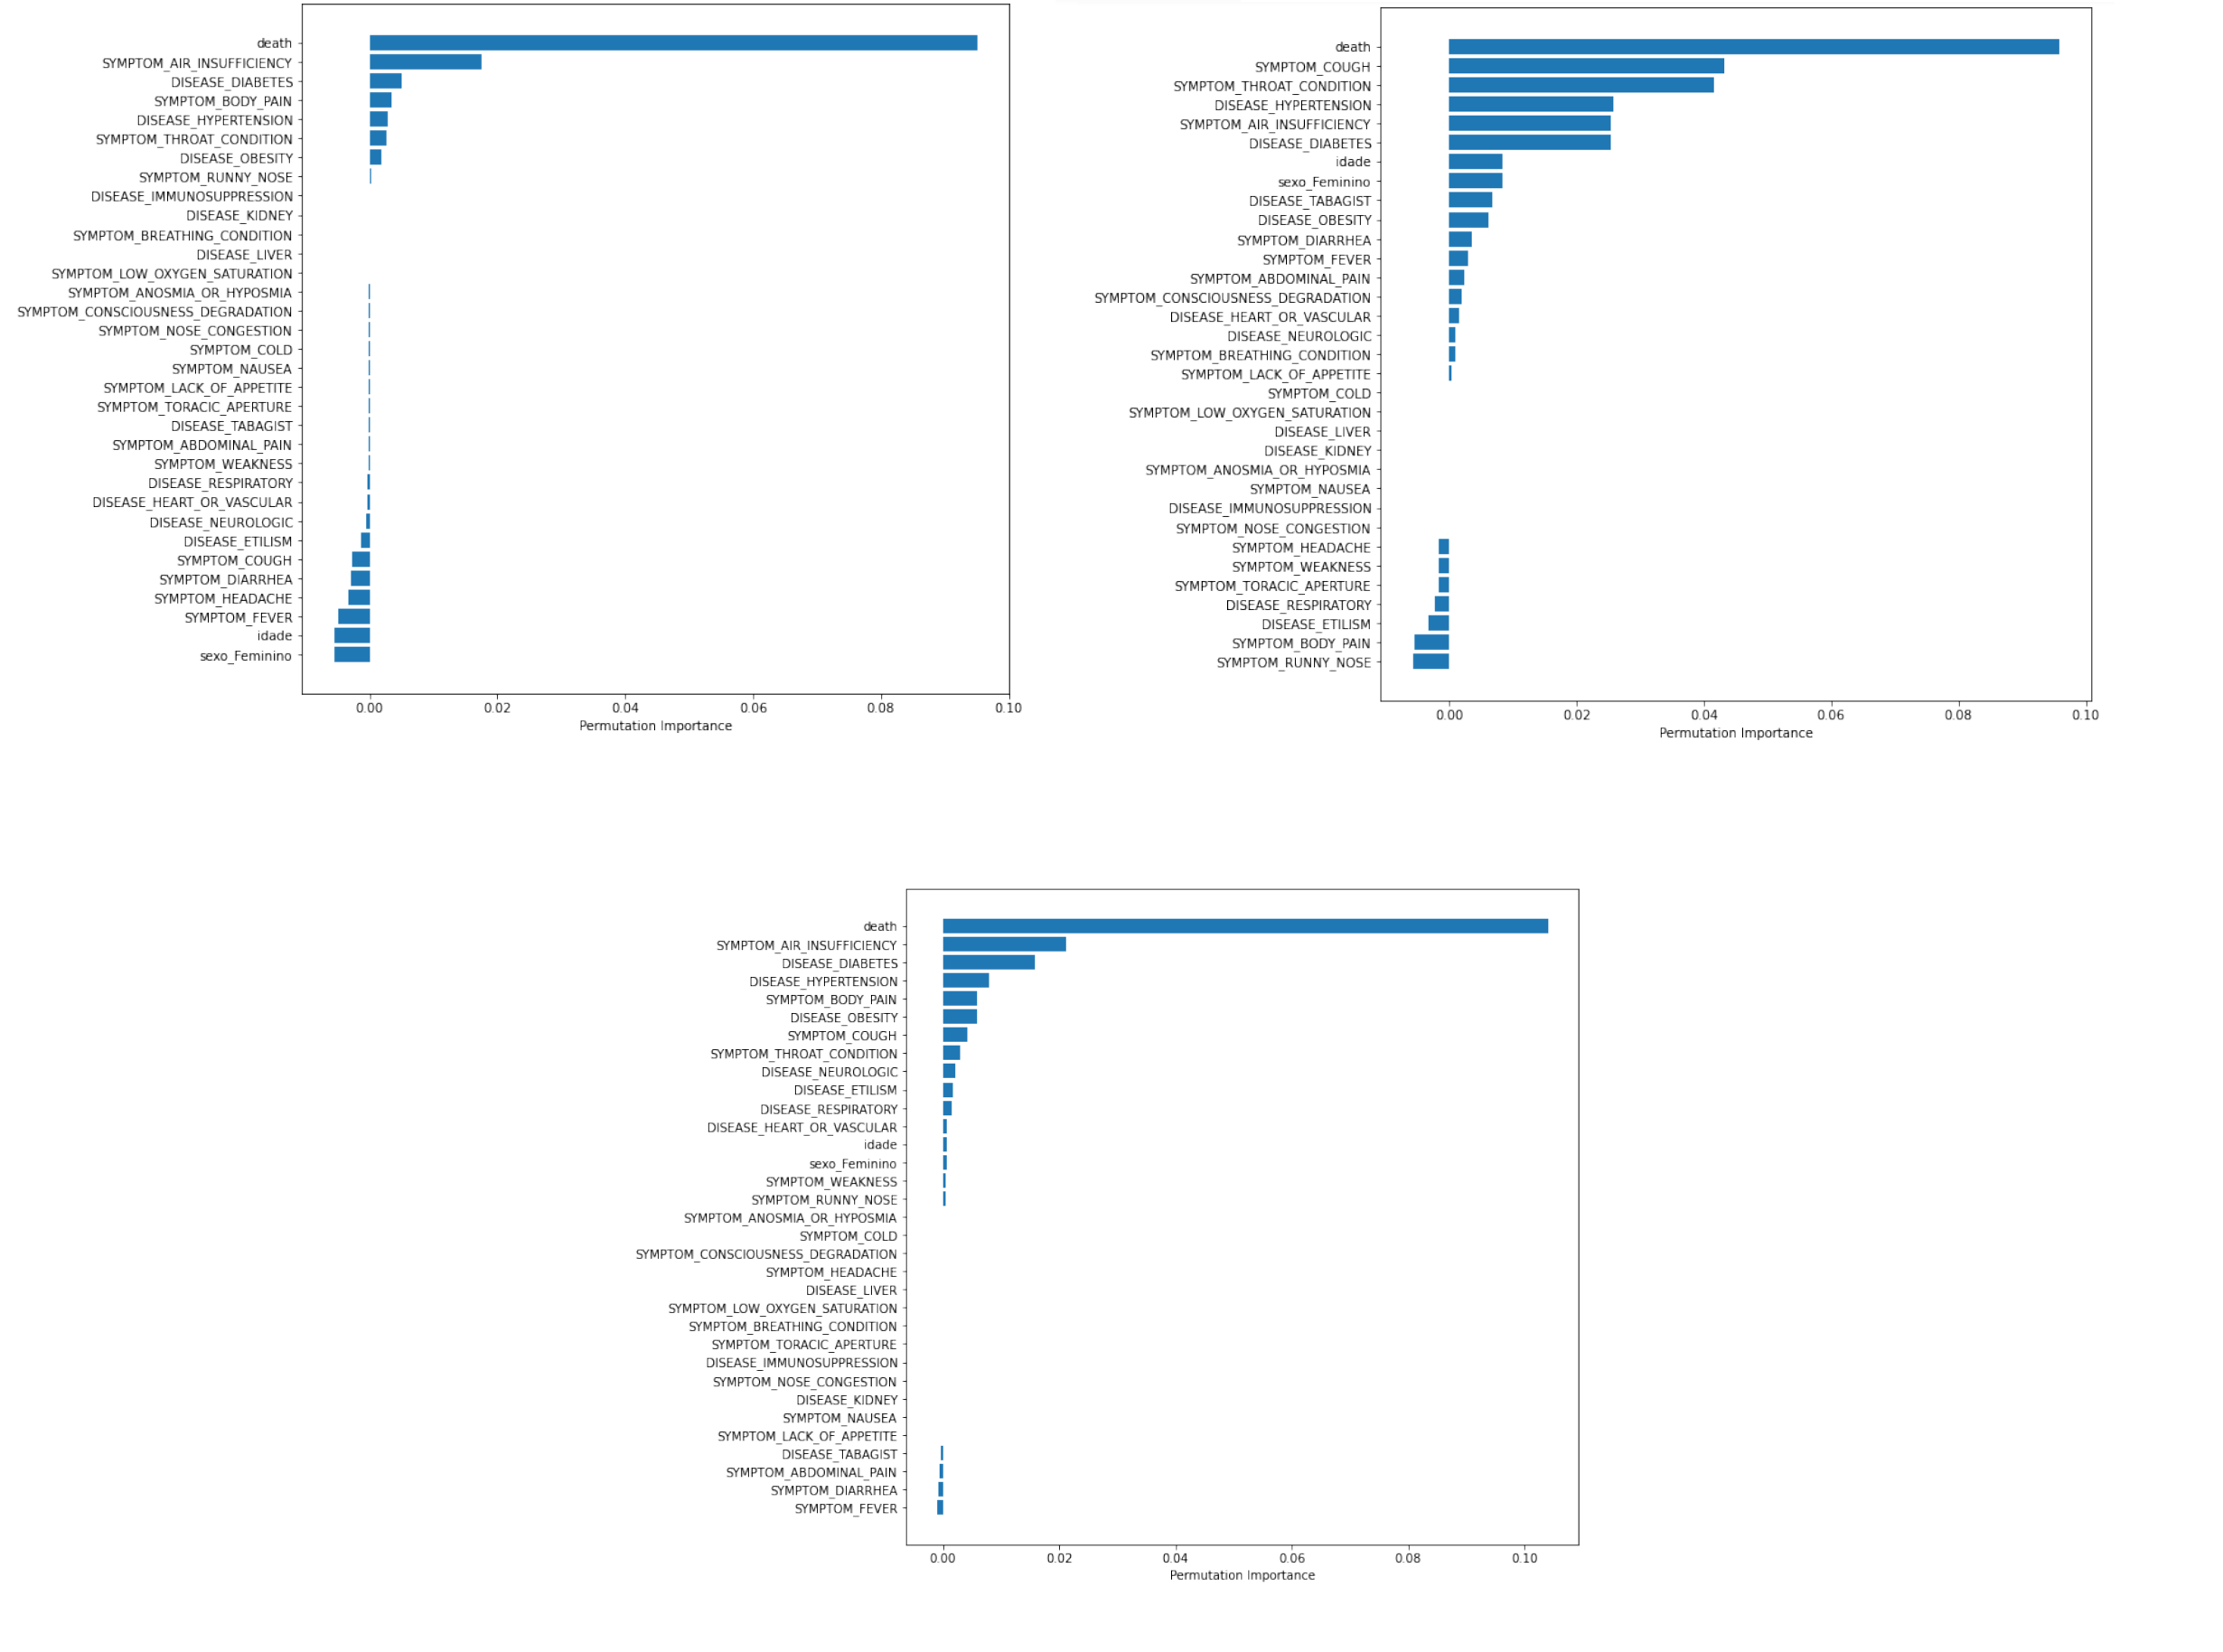 death
SYMPTOM_AIR_INSUFFICIENCY
DISEASE_DIABETES
SYMPTOM_BODY_PAIN
DISEASE_HYPERTENSION
SYMPTOM_THROAT_CONDITION
DISEASE_OBESITY
SYMPTOM_RUNNY_NOSE
DISEASE_IMMUNOSUPPRESSION
DISEASE_KIDNEY
SYMPTOM_BREATHING_CONDITION
DISEASE_LIVER
SYMPTOM_LOW_OXYGEN_SATURATION
SYMPTOM_ANOSMIA_OR_HYPOSMIA
SYMPTOM_CONSCIOUSNESS_DEGRADATION
SYMPTOM_NOSE_CONGESTION
SYMPTOM_COLD
SYMPTOM_NAUSEA
SYMPTOM_LACK_OF_APPETITE
SYMPTOM_TORACIC_APERTURE
DISEASE_TABAGIST
SYMPTOM_ABDOMINAL_PAIN
SYMPTOM_WEAKNESS
DISEASE_RESPIRATORY
DISEASE_HEART_OR_VASCULAR
DISEASE_NEUROLOGIC
DISEASE_ETILISM
SYMPTOM_COUGH
SYMPTOM_DIARRHEA
SYMPTOM_HEADACHE
SYMPTOM_FEVER
idade
sexo_Feminino
0.00 0.02 0.04 0.06 0.08 0.10
Permutation Importance
death
SYMPTOM_COUGH
SYMPTOM_THROAT_CONDITION
DISEASE_HYPERTENSION
SYMPTOM_AIR_INSUFFICIENCY
DISEASE_DIABETES
idade
sexo_Feminino
DISEASE_TABAGIST
DISEASE_OBESITY
SYMPTOM_DIARRHEA
SYMPTOM_FEVER
SYMPTOM_ABDOMINAL_PAIN
SYMPTOM_CONSCIOUSNESS_DEGRADATION
DISEASE_HEART_OR_VASCULAR
DISEASE_NEUROLOGIC
SYMPTOM_BREATHING_CONDITION
SYMPTOM_LACK_OF_APPETITE
SYMPTOM_COLD
SYMPTOM_LOW_OXYGEN_SATURATION
DISEASE_LIVER
DISEASE_KIDNEY
SYMPTOM_ANOSMIA_OR_HYPOSMIA
SYMPTOM_NAUSEA
DISEASE_IMMUNOSUPPRESSION
SYMPTOM_NOSE_CONGESTION
SYMPTOM_HEADACHE
SYMPTOM_WEAKNESS
SYMPTOM_TORACIC_APERTURE
DISEASE_RESPIRATORY
DISEASE_ETILISM
SYMPTOM_BODY_PAIN
SYMPTOM_RUNNY_NOSE
0.00 0.02 0.04 0.06 0.08 0.10
Permutation Importance
death
SYMPTOM_AIR_INSUFFICIENCY
DISEASE_DIABETES
DISEASE_HYPERTENSION
SYMPTOM_BODY_PAIN
DISEASE_OBESITY
SYMPTOM_COUGH
SYMPTOM_THROAT_CONDITION
DISEASE_NEUROLOGIC
DISEASE_ETILISM
DISEASE_RESPIRATORY
DISEASE_HEART_OR_VASCULAR
idade
sexo_Feminino
SYMPTOM_WEAKNESS
SYMPTOM_RUNNY_NOSE
SYMPTOM_ANOSMIA_OR_HYPOSMIA
SYMPTOM_COLD
SYMPTOM_CONSCIOUSNESS_DEGRADATION
SYMPTOM_HEADACHE
DISEASE_LIVER
SYMPTOM_LOW_OXYGEN_SATURATION
SYMPTOM_BREATHING_CONDITION
SYMPTOM_TORACIC_APERTURE
DISEASE_IMMUNOSUPPRESSION
SYMPTOM_NOSE_CONGESTION
DISEASE_KIDNEY
SYMPTOM_NAUSEA
SYMPTOM_LACK_OF_APPETITE
DISEASE_TABAGIST
SYMPTOM_ABDOMINAL_PAIN
SYMPTOM_DIARRHEA
SYMPTOM_FEVER
0.00 0.02 0.04 0.06 0.08 0.10
Permutation Importance